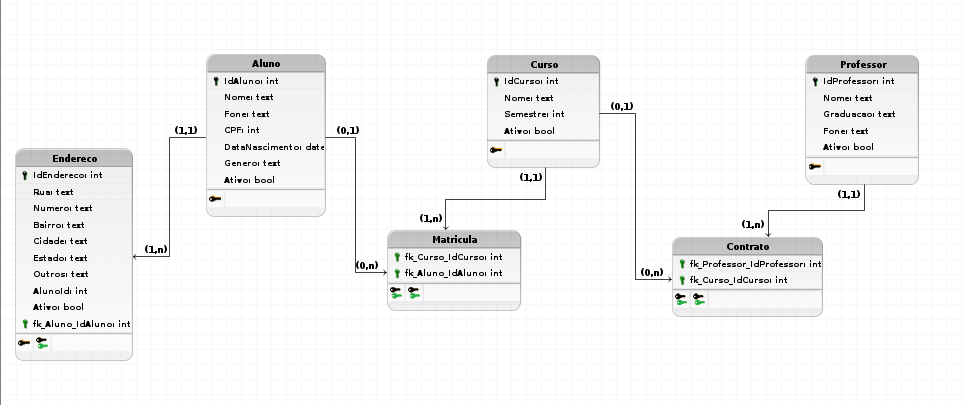 Aluno
IdAluno: int
Nome: text
Fone: text
CPF: int
DataNascimento: date
Genero: text
Ativo: bool
Curso
IdCurso: int
Nome: text
Semestre: int
Ativo: bool
Professor
IdProfessor: int
Nome: text
Graduacao: text
Fone: text
Ativo: bool
Endereco
IdEndereco: int
Rua: text
Numero: text
Bairro: text
Cidade: text
Estado: text
Outros: text
AlunoId: int
Ativo: bool
fk_Aluno_IdAluno: int
Matricula
fk_Curso_IdCurso: int
fk_Aluno_IdAluno: int
Contrato
fk_Professor_IdProfessor: int
fk_Curso_IdCurso: int
(1,1)
(1,n)
(0,1)
(0,n)
(1,1)
(1,n)
(0,1)
(0,n)
(1,1)
(1,n)